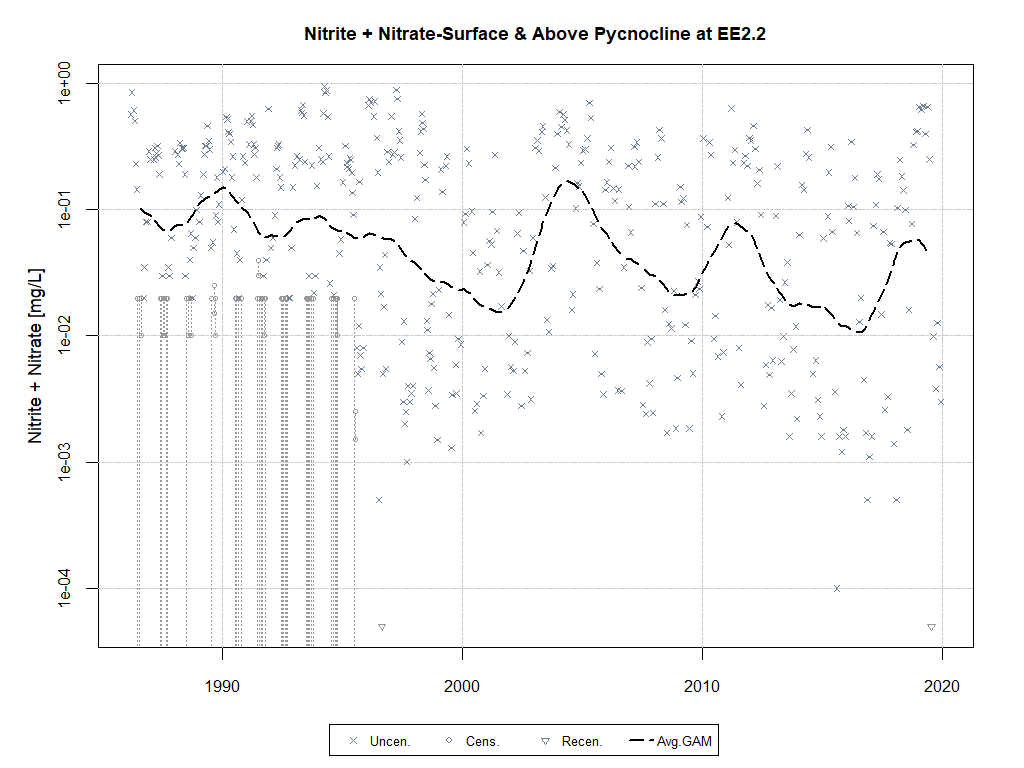 Nitrite + Nitrate-Surface & Above Pycnocline at EE2.2
Nitrite + Nitrate [mg/L]
1e+00
1e-01
1e-02
1e-03
1e-04
1990 2000 2010 2020
Uncen. Cens. Recen. Avg.GAM